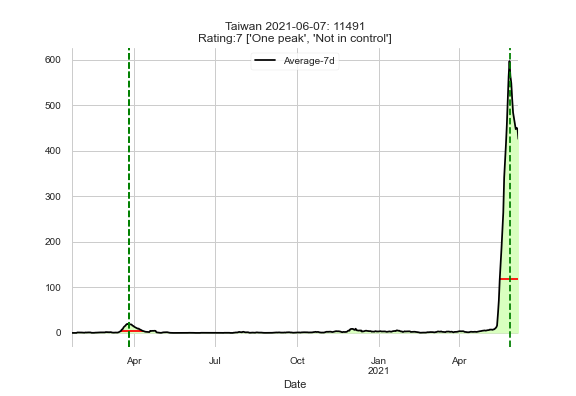 Taiwan 2021-06-07: 11491
Rating:7 ['One peak', 'Not in control']
Average-7d
600
500
400
300
200
100
0
Apr Jul Oct Jan Apr
2021
Date